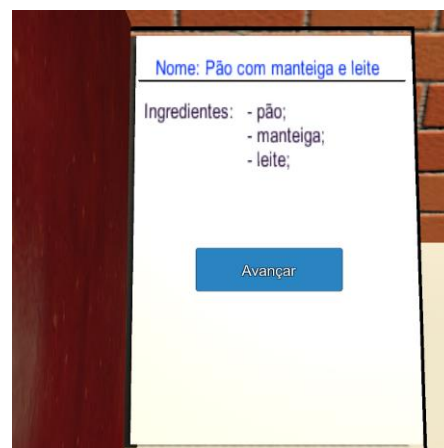 Nome: Pão com manteiga e leite
Ingredientes: - pão;
- manteiga;
- leite;
Avançar